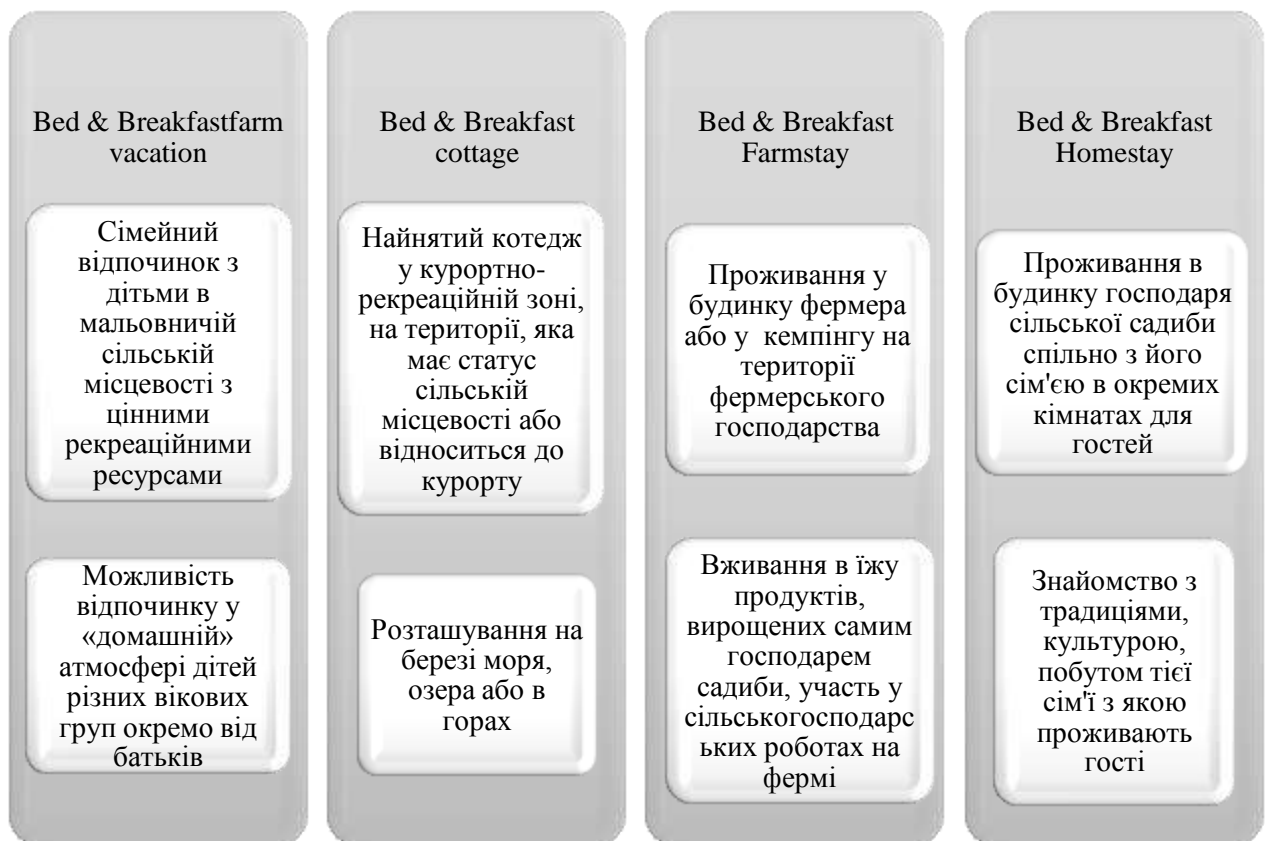 Bed & Breakfastfarm
vacation
Сімейний
відпочинок з
дітьми в
мальовничій
сільській
місцевості з
цінними
рекреаційними
ресурсами
Можливість
відпочинку у
«домашній»
атмосфері дітей
різних вікових
груп окремо від
батьків
Bed & Breakfast
cottage
Найнятий котедж
у курортно-
рекреаційній зоні,
на території, яка
має статус
сільській
місцевості або
відноситься до
курорту
Розташування на
березі моря,
озера або в
горах
Bed & Breakfast
Farmstay
Проживання у
будинку фермера
або у  кемпінгу на
території
фермерського
господарства
Вживання в їжу
продуктів,
вирощених самим
господарем
садиби, участь у
сільськогосподарс
ьких роботах на
фермі
Bed & Breakfast
Homestay
Проживання в
будинку господаря
сільської садиби
спільно з його
сім'єю в окремих
кімнатах для
гостей
Знайомство з
традиціями,
культурою,
побутом тієї
сім'ї з якою
проживають
гості